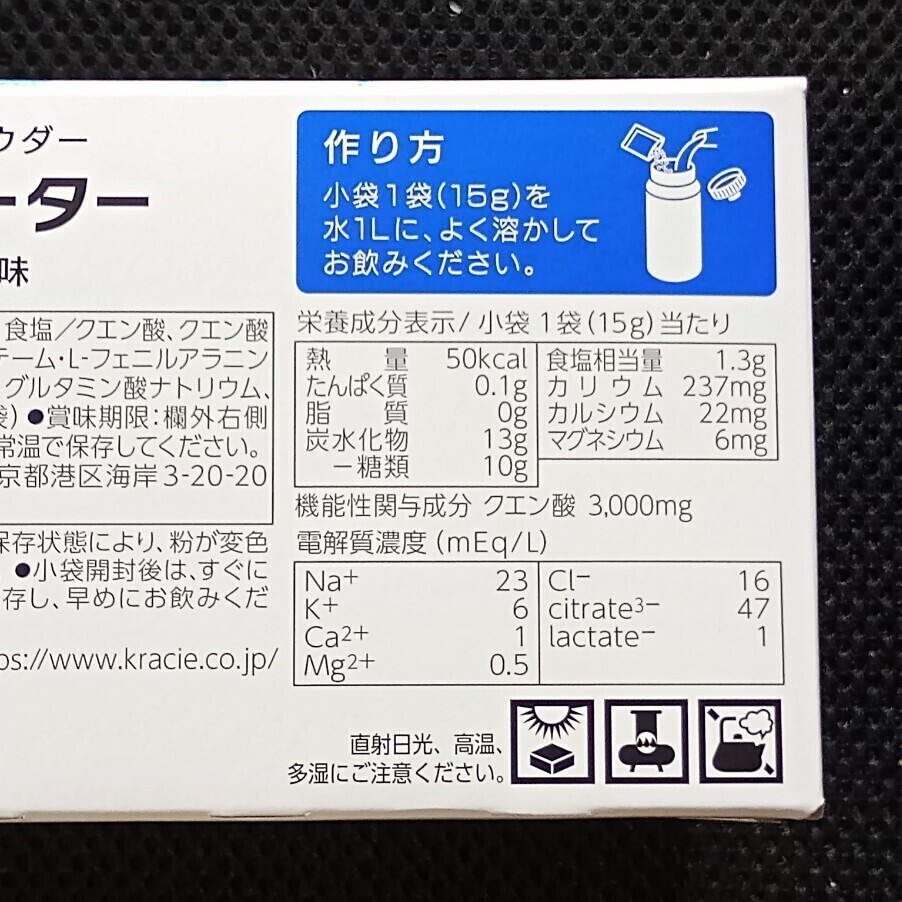 ウダー
ーター
味
食塩/クエン酸、クエン酸
テーム・L-フェニルアラニン
グルタミン酸ナトリウム、
袋)●賞味期限:欄外右側
常温で保存してください。
京都港区海岸3-20-20
保存状態により、粉が変色
●小袋開封後は、すぐに
存し、早めにお飲みくだ
ps://www.kracie.co.jp/
作り方
小袋1袋(15g)を
水1Lに、よく溶かして
お飲みください。
栄養成分表示/小袋1袋(15g)当たり
熱量 50kcal 食塩相当量 1.3g
たんぱく質 0.1g カリウム 237mg
脂質 0g カルシウム 22mg
炭水化物 13g マグネシウム 6mg
-糖類 10g
機能性関与成分 クエン酸 3,000mg
電解質濃度(mEq/L)
Na+ 23 Cl- 16
K+ 6 citrate3- 47
Ca2+ 1 lactate- 1
Mg2+ 0.5
直射日光、高温、
多湿にご注意ください。